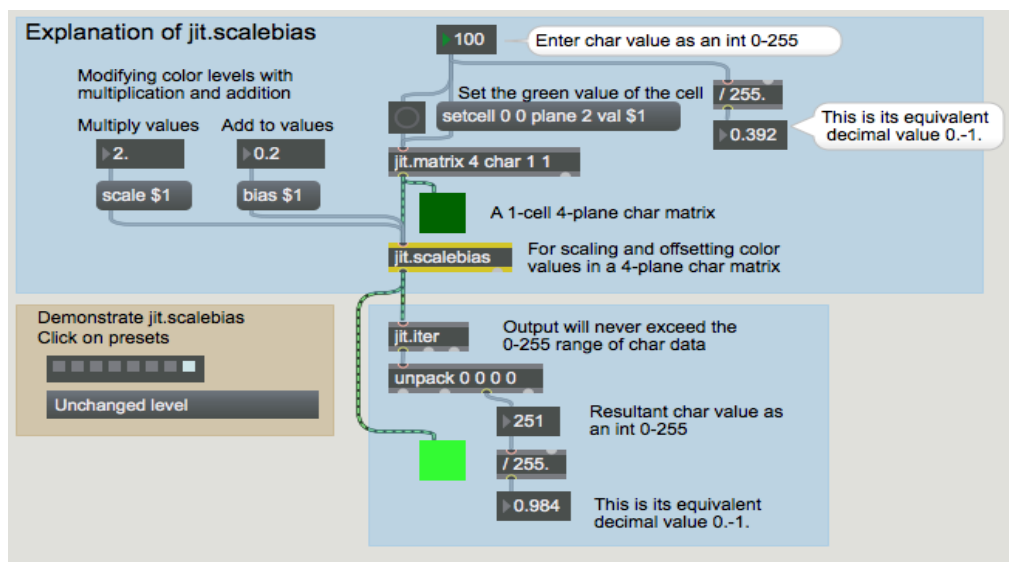 Explanation of jit.scalebias
100
Enter char value as an int 0-255
Modifying color levels with
multiplication and addition
Set the green value of the cell
/ 255.
setcell 0 0 plane 2 val $1
Multiply values
Add to values
0.392
This is its equivalent
decimal value 0.-1.
2.
0.2
jit.matrix 4 char 1 1
scale $1
bias $1
A 1-cell 4-plane char matrix
jit.scalebias
For scaling and offsetting color
values in a 4-plane char matrix
Demonstrate jit.scalebias
Click on presets
Unchanged level
jit.iter
Output will never exceed the
0-255 range of char data
unpack 0 0 0 0
251
Resultant char value as
an int 0-255
/ 255.
0.984
This is its equivalent
decimal value 0.-1.